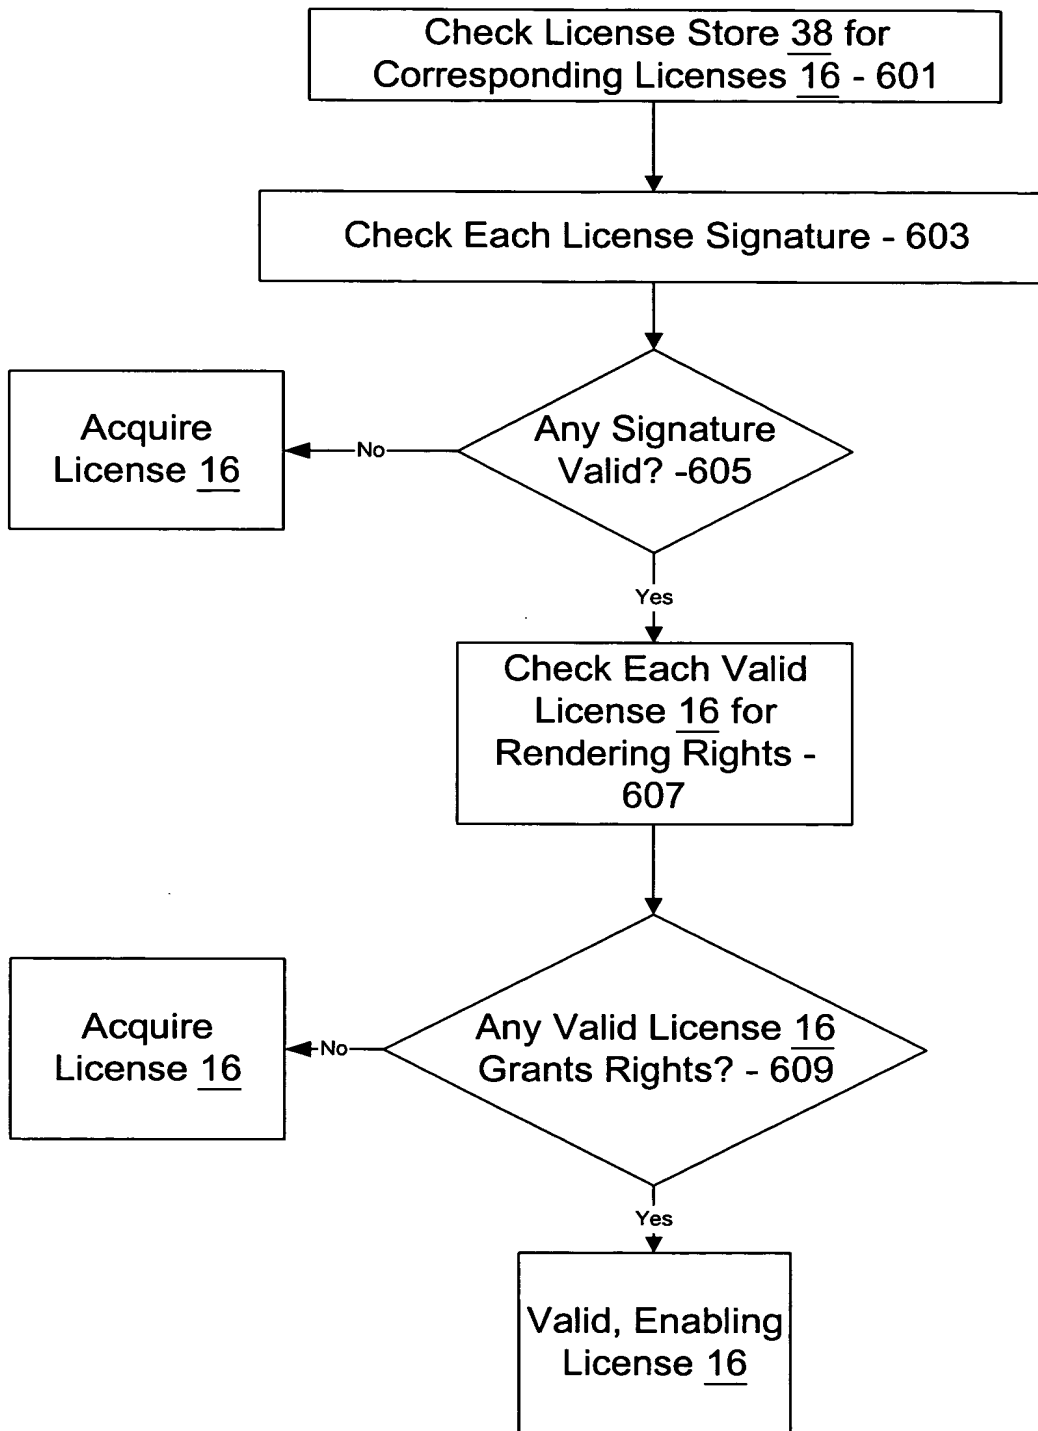 Check License Store 38 for
Corresponding Licenses 16 - 601
Check Each License Signature - 603
Any Signature
Valid? -605
No
Acquire
License 16
Yes
Check Each Valid
License 16 for
Rendering Rights -
607
Any Valid License 16
Grants Rights? - 609
No
Acquire
License 16
Yes
Valid, Enabling
License 16